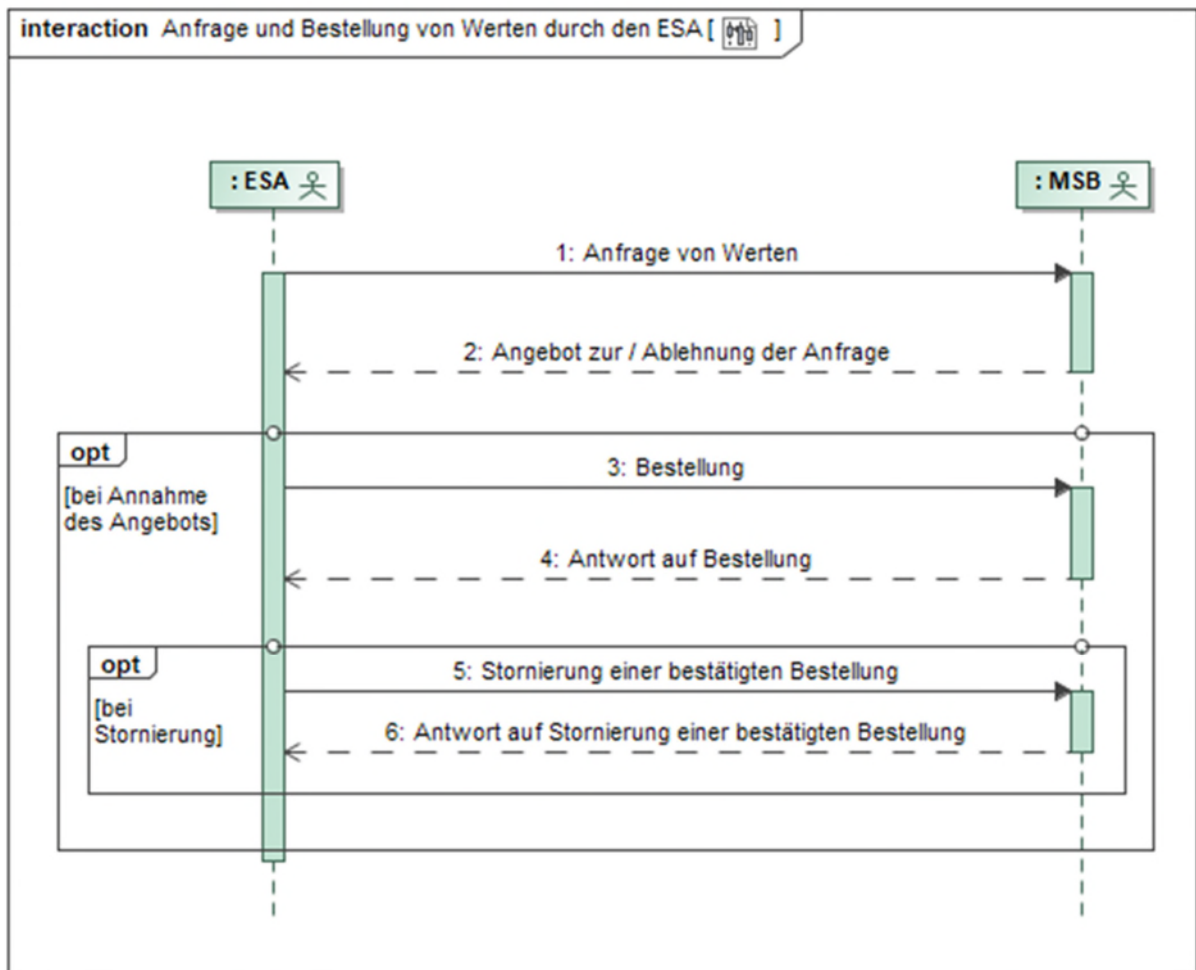 interaction Anfrage und Bestellung von Werten durch den ESA [ ]
: ESA
: MSB
1: Anfrage von Werten
2: Angebot zur / Ablehnung der Anfrage
opt
[bei Annahme
des Angebots]
3: Bestellung
4: Antwort auf Bestellung
opt
[bei
Stornierung]
5: Stornierung einer bestätigten Bestellung
6: Antwort auf Stornierung einer bestätigten Bestellung